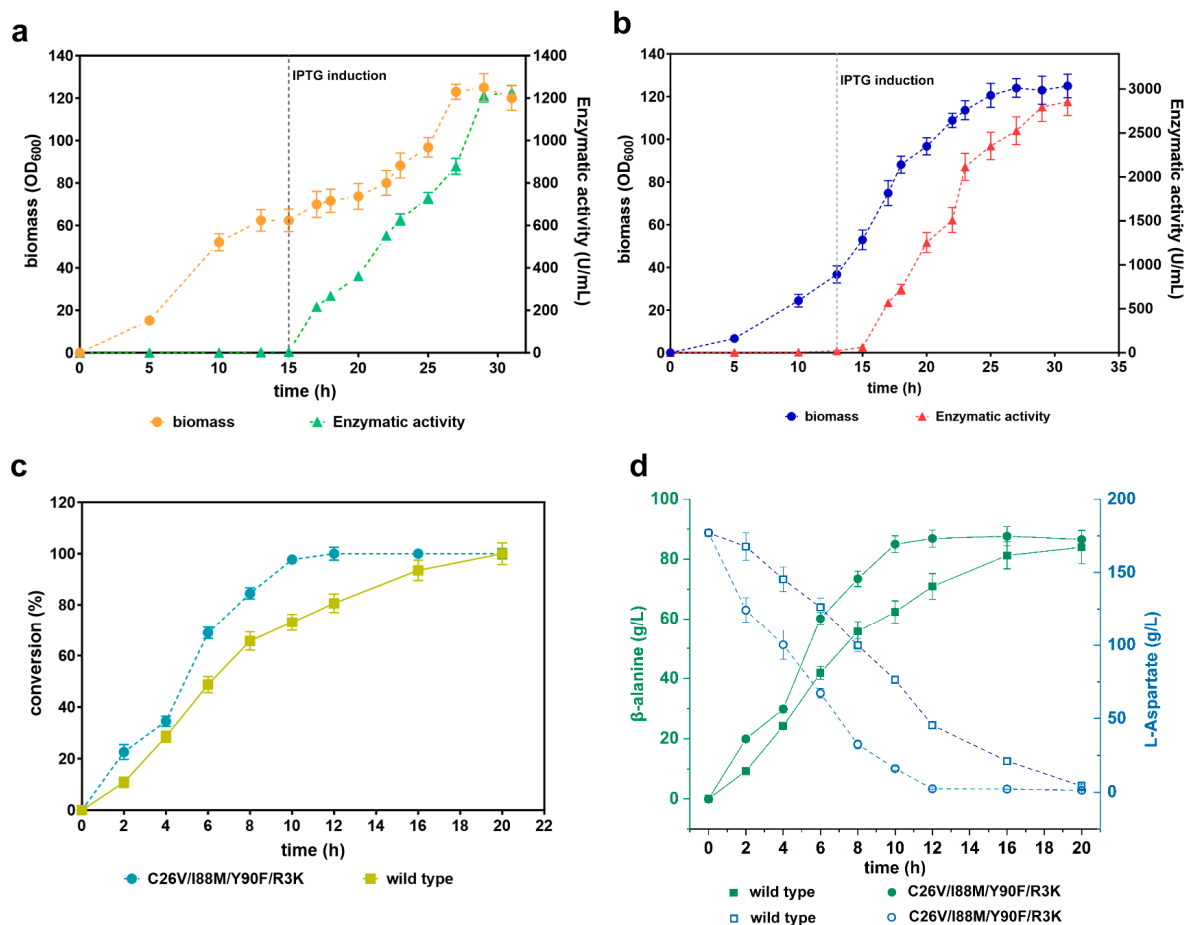 a
biomass (OD600)
140
120
100
80
60
40
20
0
IPTG induction
1400
1200
1000
800
600
400
200
0
Enzymatic activity
(U/mL)
0 5 10 15 20 25 30
time (h)
biomass Enzymatic activity
b
biomass (OD600)
140
120
100
80
60
40
20
0
IPTG induction
3000
2500
2000
1500
1000
500
0
Enzymatic activity
(U/mL)
0 5 10 15 20 25 30 35
time (h)
biomass Enzymatic activity
c
conversion (%)
120
100
80
60
40
20
0
0 2 4 6 8 10 12 14 16 18 20 22
time (h)
C26V/I88M/Y90F/R3K wild type
d
β-alanine (g/L)
100
80
60
40
20
0
200
150
100
50
0
L-Aspartate (g/L)
0 2 4 6 8 10 12 14 16 18 20
time (h)
wild type C26V/I88M/Y90F/R3K
wild type C26V/I88M/Y90F/R3K